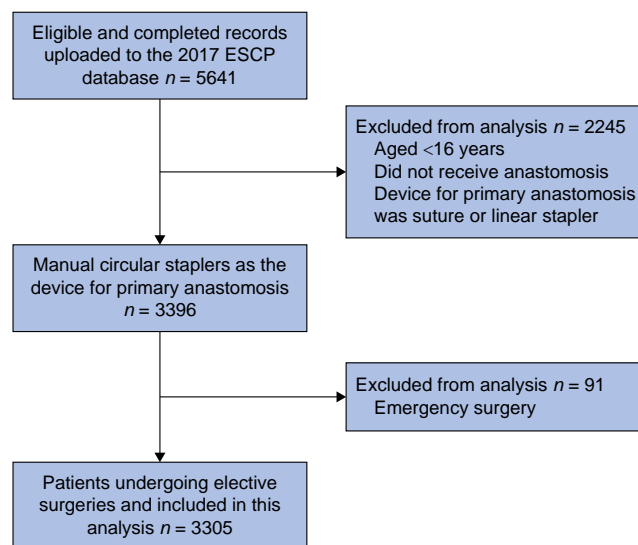 Eligible and completed records
uploaded to the 2017 ESCP
database n = 5641
Excluded from analysis n = 2245
Aged <16 years
Did not receive anastomosis
Device for primary anastomosis
was suture or linear stapler
Manual circular staplers as the
device for primary anastomosis
n = 3396
Excluded from analysis n = 91
Emergency surgery
Patients undergoing elective
surgeries and included in this
analysis n = 3305